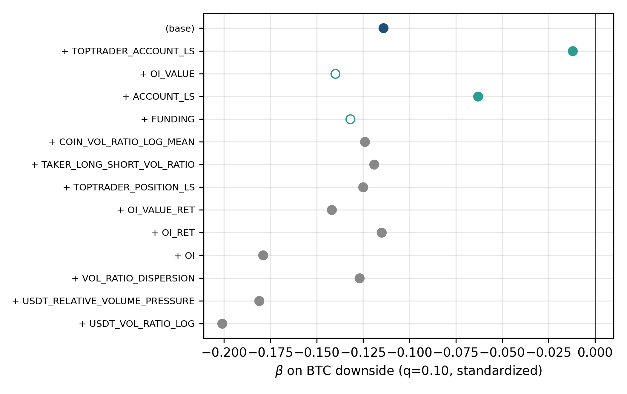 (base)
+ TOPTRADER_ACCOUNT_LS
+ OI_VALUE
+ ACCOUNT_LS
+ FUNDING
+ COIN_VOL_RATIO_LOG_MEAN
+ TAKER_LONG_SHORT_VOL_RATIO
+ TOPTRADER_POSITION_LS
+ OI_VALUE_RET
+ OI_RET
+ OI
+ VOL_RATIO_DISPERSION
+ USDT_RELATIVE_VOLUME_PRESSURE
+ USDT_VOL_RATIO_LOG
−0.200 −0.175 −0.150 −0.125 −0.100 −0.075 −0.050 −0.025 0.000
β on BTC downside (q=0.10, standardized)